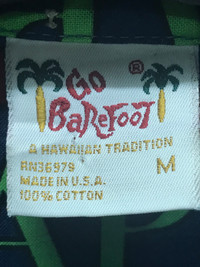 Go ®
BaRefooT
A HAWAIIAN TRADITION
RN36979 M
MADE IN U.S.A.
100% COTTON